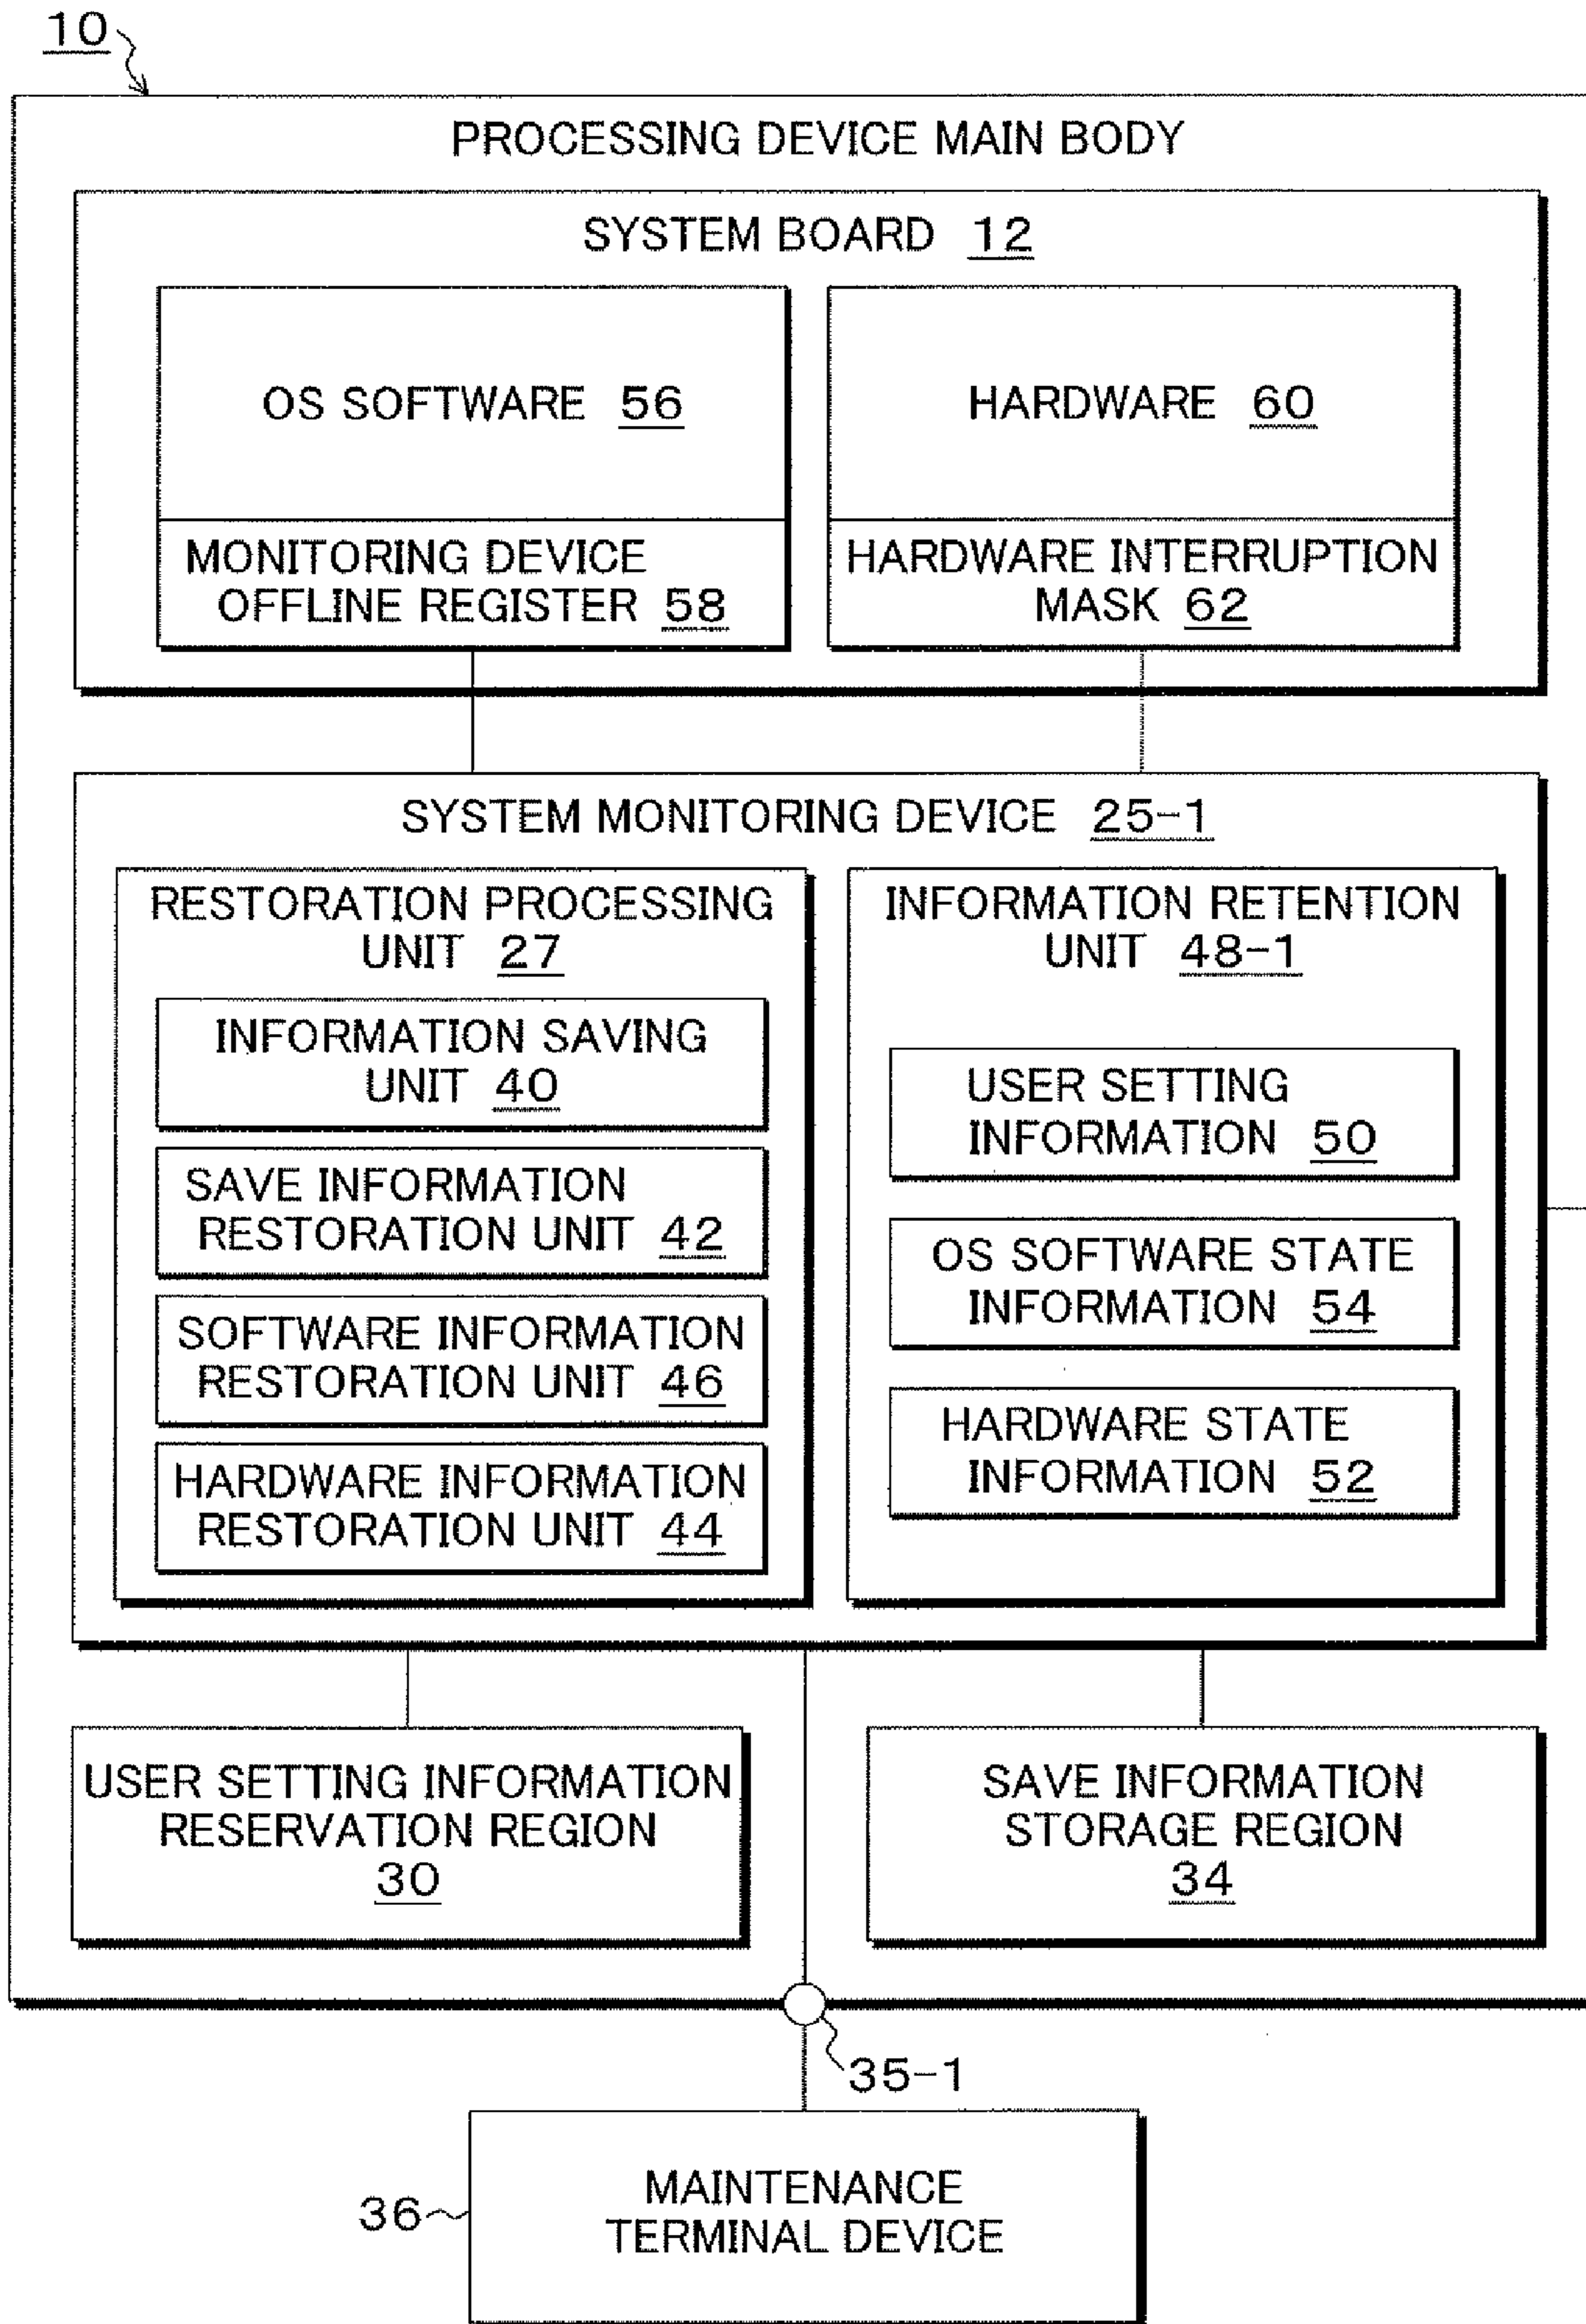 10
PROCESSING DEVICE MAIN BODY
SYSTEM BOARD 12
OS SOFTWARE 56
MONITORING DEVICE
OFFLINE REGISTER 58
HARDWARE 60
HARDWARE INTERRUPTION
MASK 62
SYSTEM MONITORING DEVICE 25-1
RESTORATION PROCESSING
UNIT 27
INFORMATION SAVING
UNIT 40
SAVE INFORMATION
RESTORATION UNIT 42
SOFTWARE INFORMATION
RESTORATION UNIT 46
HARDWARE INFORMATION
RESTORATION UNIT 44
INFORMATION RETENTION
UNIT 48-1
USER SETTING
INFORMATION 50
OS SOFTWARE STATE
INFORMATION 54
HARDWARE STATE
INFORMATION 52
USER SETTING INFORMATION
RESERVATION REGION
30
SAVE INFORMATION
STORAGE REGION
34
35-1
36
MAINTENANCE
TERMINAL DEVICE